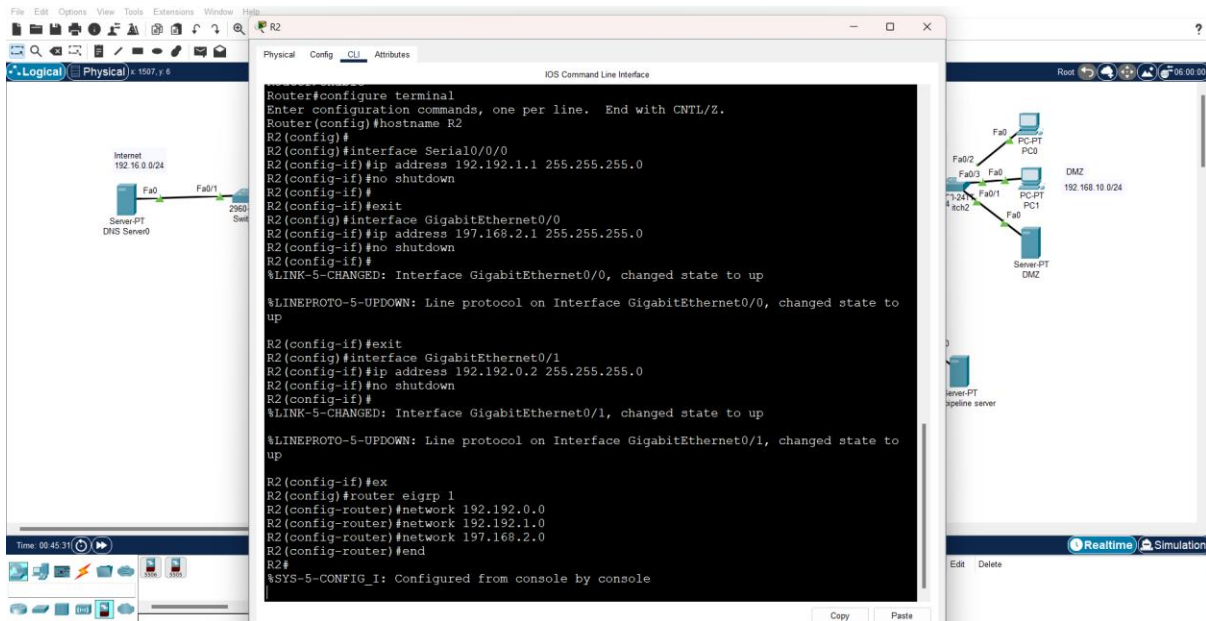 File Edit Options View Tools Extensions Window Help
R2
Physical Config CLI Attributes
Logical Physical x: 1507, y: 6
IOS Command Line Interface
Root 06:00:00
Router#configure terminal
Enter configuration commands, one per line. End with CNTL/Z.
Router(config)#hostname R2
R2(config)#
R2(config)#interface Serial0/0/0
R2(config-if)#ip address 192.192.1.1 255.255.255.0
R2(config-if)#no shutdown
R2(config-if)#
R2(config-if)#exit
R2(config)#interface GigabitEthernet0/0
R2(config-if)#ip address 197.168.2.1 255.255.255.0
R2(config-if)#no shutdown
R2(config-if)#
%LINK-5-CHANGED: Interface GigabitEthernet0/0, changed state to up
%LINEPROTO-5-UPDOWN: Line protocol on Interface GigabitEthernet0/0, changed state to
up
R2(config-if)#exit
R2(config)#interface GigabitEthernet0/1
R2(config-if)#ip address 192.192.0.2 255.255.255.0
R2(config-if)#no shutdown
R2(config-if)#
%LINK-5-CHANGED: Interface GigabitEthernet0/1, changed state to up
%LINEPROTO-5-UPDOWN: Line protocol on Interface GigabitEthernet0/1, changed state to
up
R2(config-if)#ex
R2(config)#router eigrp 1
R2(config-router)#network 192.192.0.0
R2(config-router)#network 192.192.1.0
R2(config-router)#network 197.168.2.0
R2(config-router)#end
R2#
%SYS-5-CONFIG_I: Configured from console by console
Copy Paste
Internet
192.16.0.0/24
Fa0 Fa0/1
Server-PT
DNS Server0
2960-
Swit
Fa0
PC-PT
PC0
Fa0/2
Fa0/3 Fa0
DMZ
192.168.10.0/24
Fa0/1
PC-PT
PC1
itch2
Fa0
Server-PT
DMZ
erver-PT
peline server
Time: 00:45:31
Realtime Simulation
5506 5505
Edit Delete